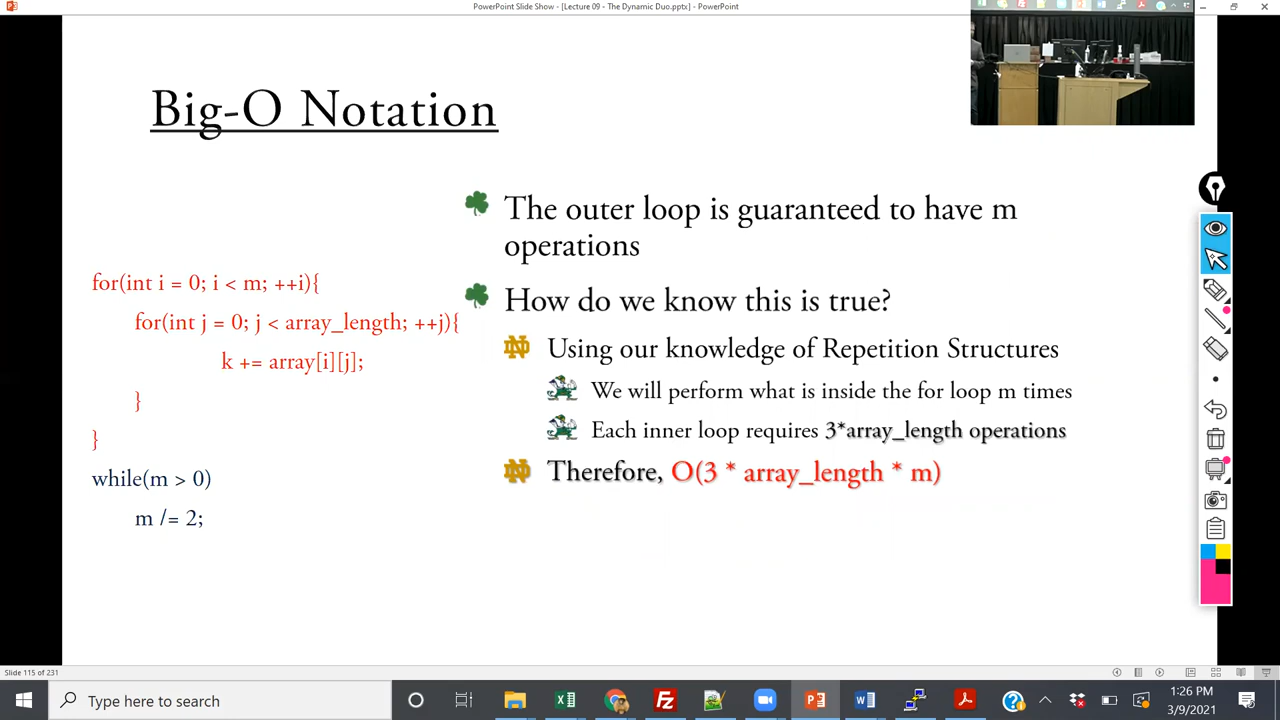 PowerPoint Slide Show - [Lecture 09 - The Dynamic Duo.pptx] - PowerPoint
Big-O Notation
The outer loop is guaranteed to have m
operations
How do we know this is true?
Using our knowledge of Repetition Structures
We will perform what is inside the for loop m times
Each inner loop requires 3*array_length operations
Therefore, O(3 * array_length * m)
for(int i = 0; i < m; ++i){
for(int j = 0; j < array_length; ++j){
k += array[i][j];
}
}
while(m > 0)
m /= 2;
Slide 115 of 231
Type here to search
1:26 PM
3/9/2021